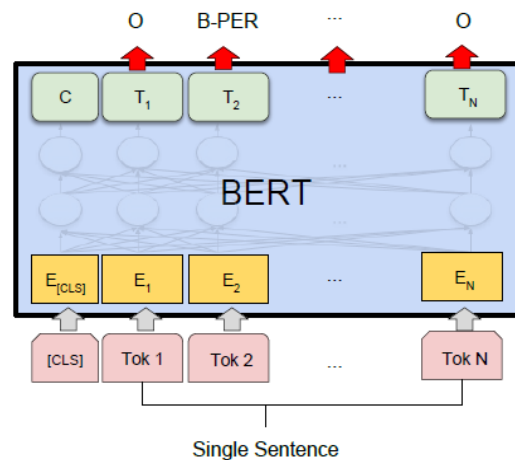 O B-PER ... O
C T1 T2 ... TN
...
BERT
...
E[CLS] E1 E2 ... EN
[CLS] Tok 1 Tok 2 ... Tok N
Single Sentence